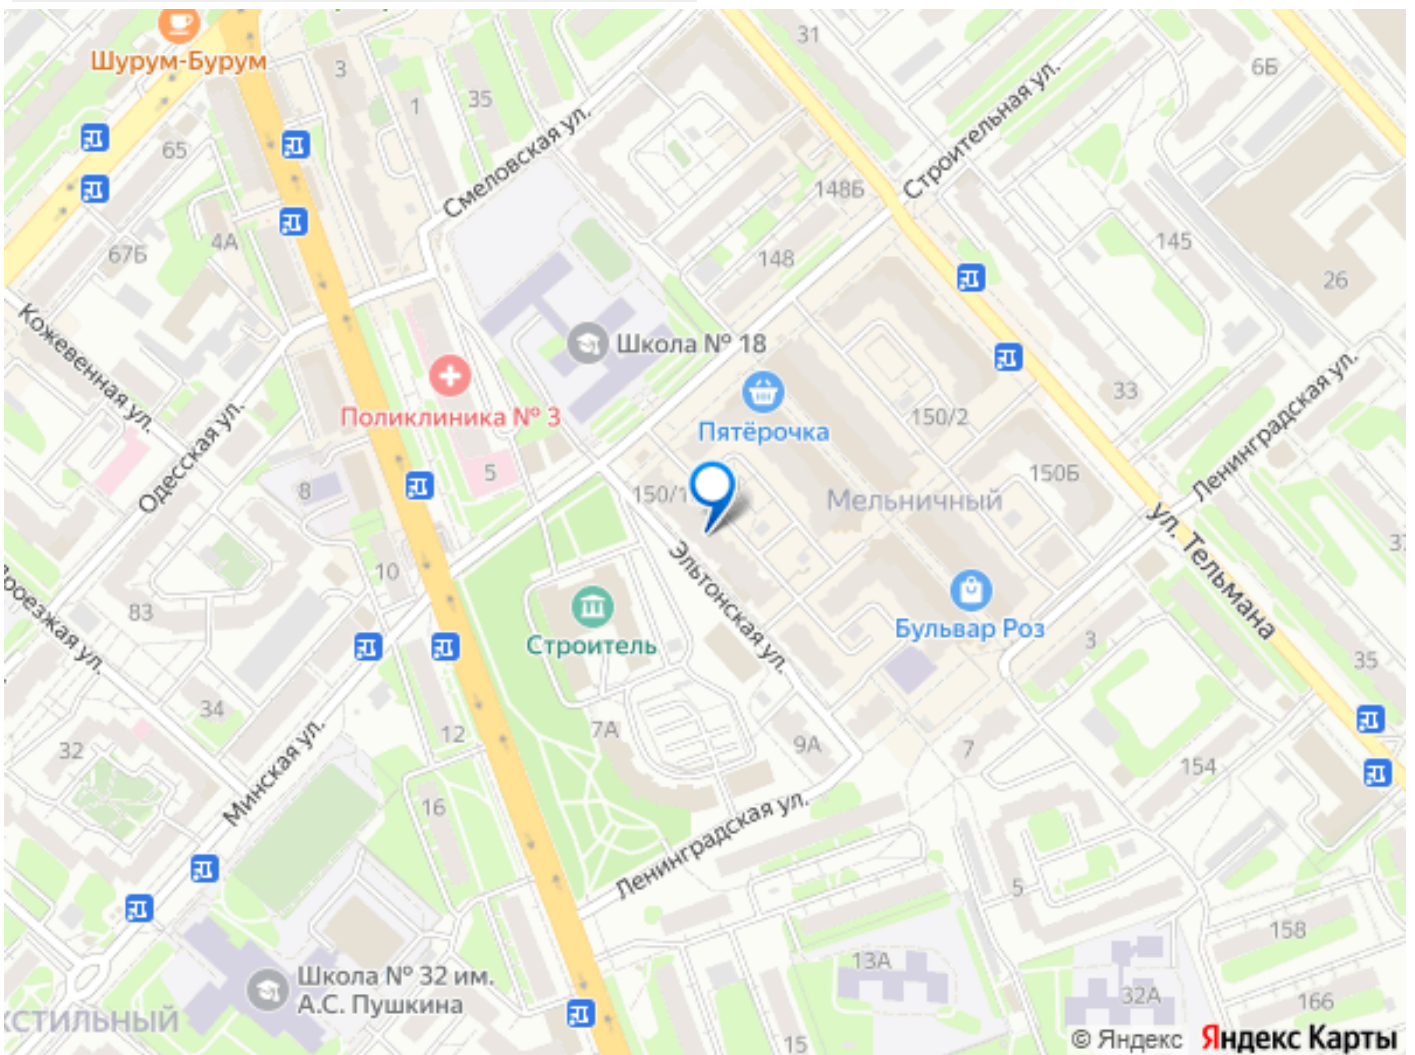 Шурум-Бурум
31
6Б
3
1
35
65
Смеловская ул.
Строительная ул.
148Б
4А
67Б
148
145
26
Кожевенная ул.
Школа № 18
Ленинградская ул.
Поликлиника № 3
Пятёрочка
33
150/2
Одесская ул.
5
8
150/1
Мельничный
150Б
ул. Тельмана
10
Эльтонская ул.
83
Строитель
Бульвар Роз
3
35
34
12
7А
9А
7
154
32
Минская ул.
16
Ленинградская ул.
5
158
13А
Школа № 32 им.
А.С. Пушкина
32А
166
15
© Яндекс Яндекс Карты